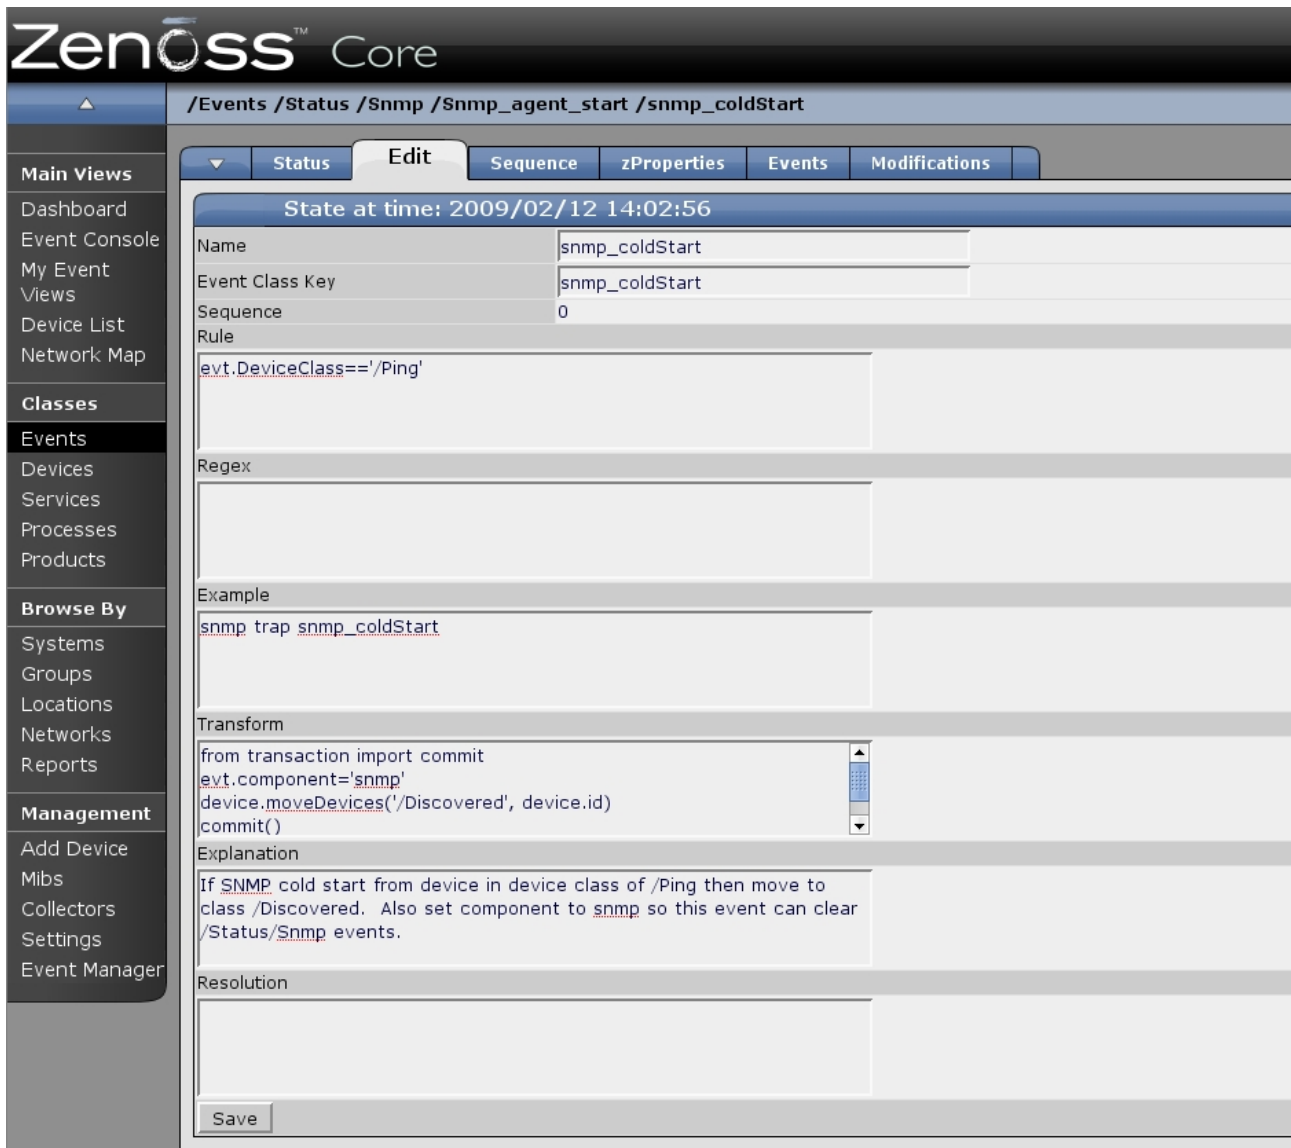 Zenoss™ Core
/Events /Status /Snmp /Snmp_agent_start /snmp_coldStart
Main Views
Dashboard
Event Console
My Event
Views
Device List
Network Map
Classes
Events
Devices
Services
Processes
Products
Browse By
Systems
Groups
Locations
Networks
Reports
Management
Add Device
Mibs
Collectors
Settings
Event Manager
Status Edit Sequence zProperties Events Modifications
State at time: 2009/02/12 14:02:56
Name snmp_coldStart
Event Class Key snmp_coldStart
Sequence 0
Rule
evt.DeviceClass=='/Ping'
Regex
Example
snmp trap snmp_coldStart
Transform
from transaction import commit
evt.component='snmp'
device.moveDevices('/Discovered', device.id)
commit()
Explanation
If SNMP cold start from device in device class of /Ping then move to
class /Discovered.  Also set component to snmp so this event can clear
/Status/Snmp events.
Resolution
Save